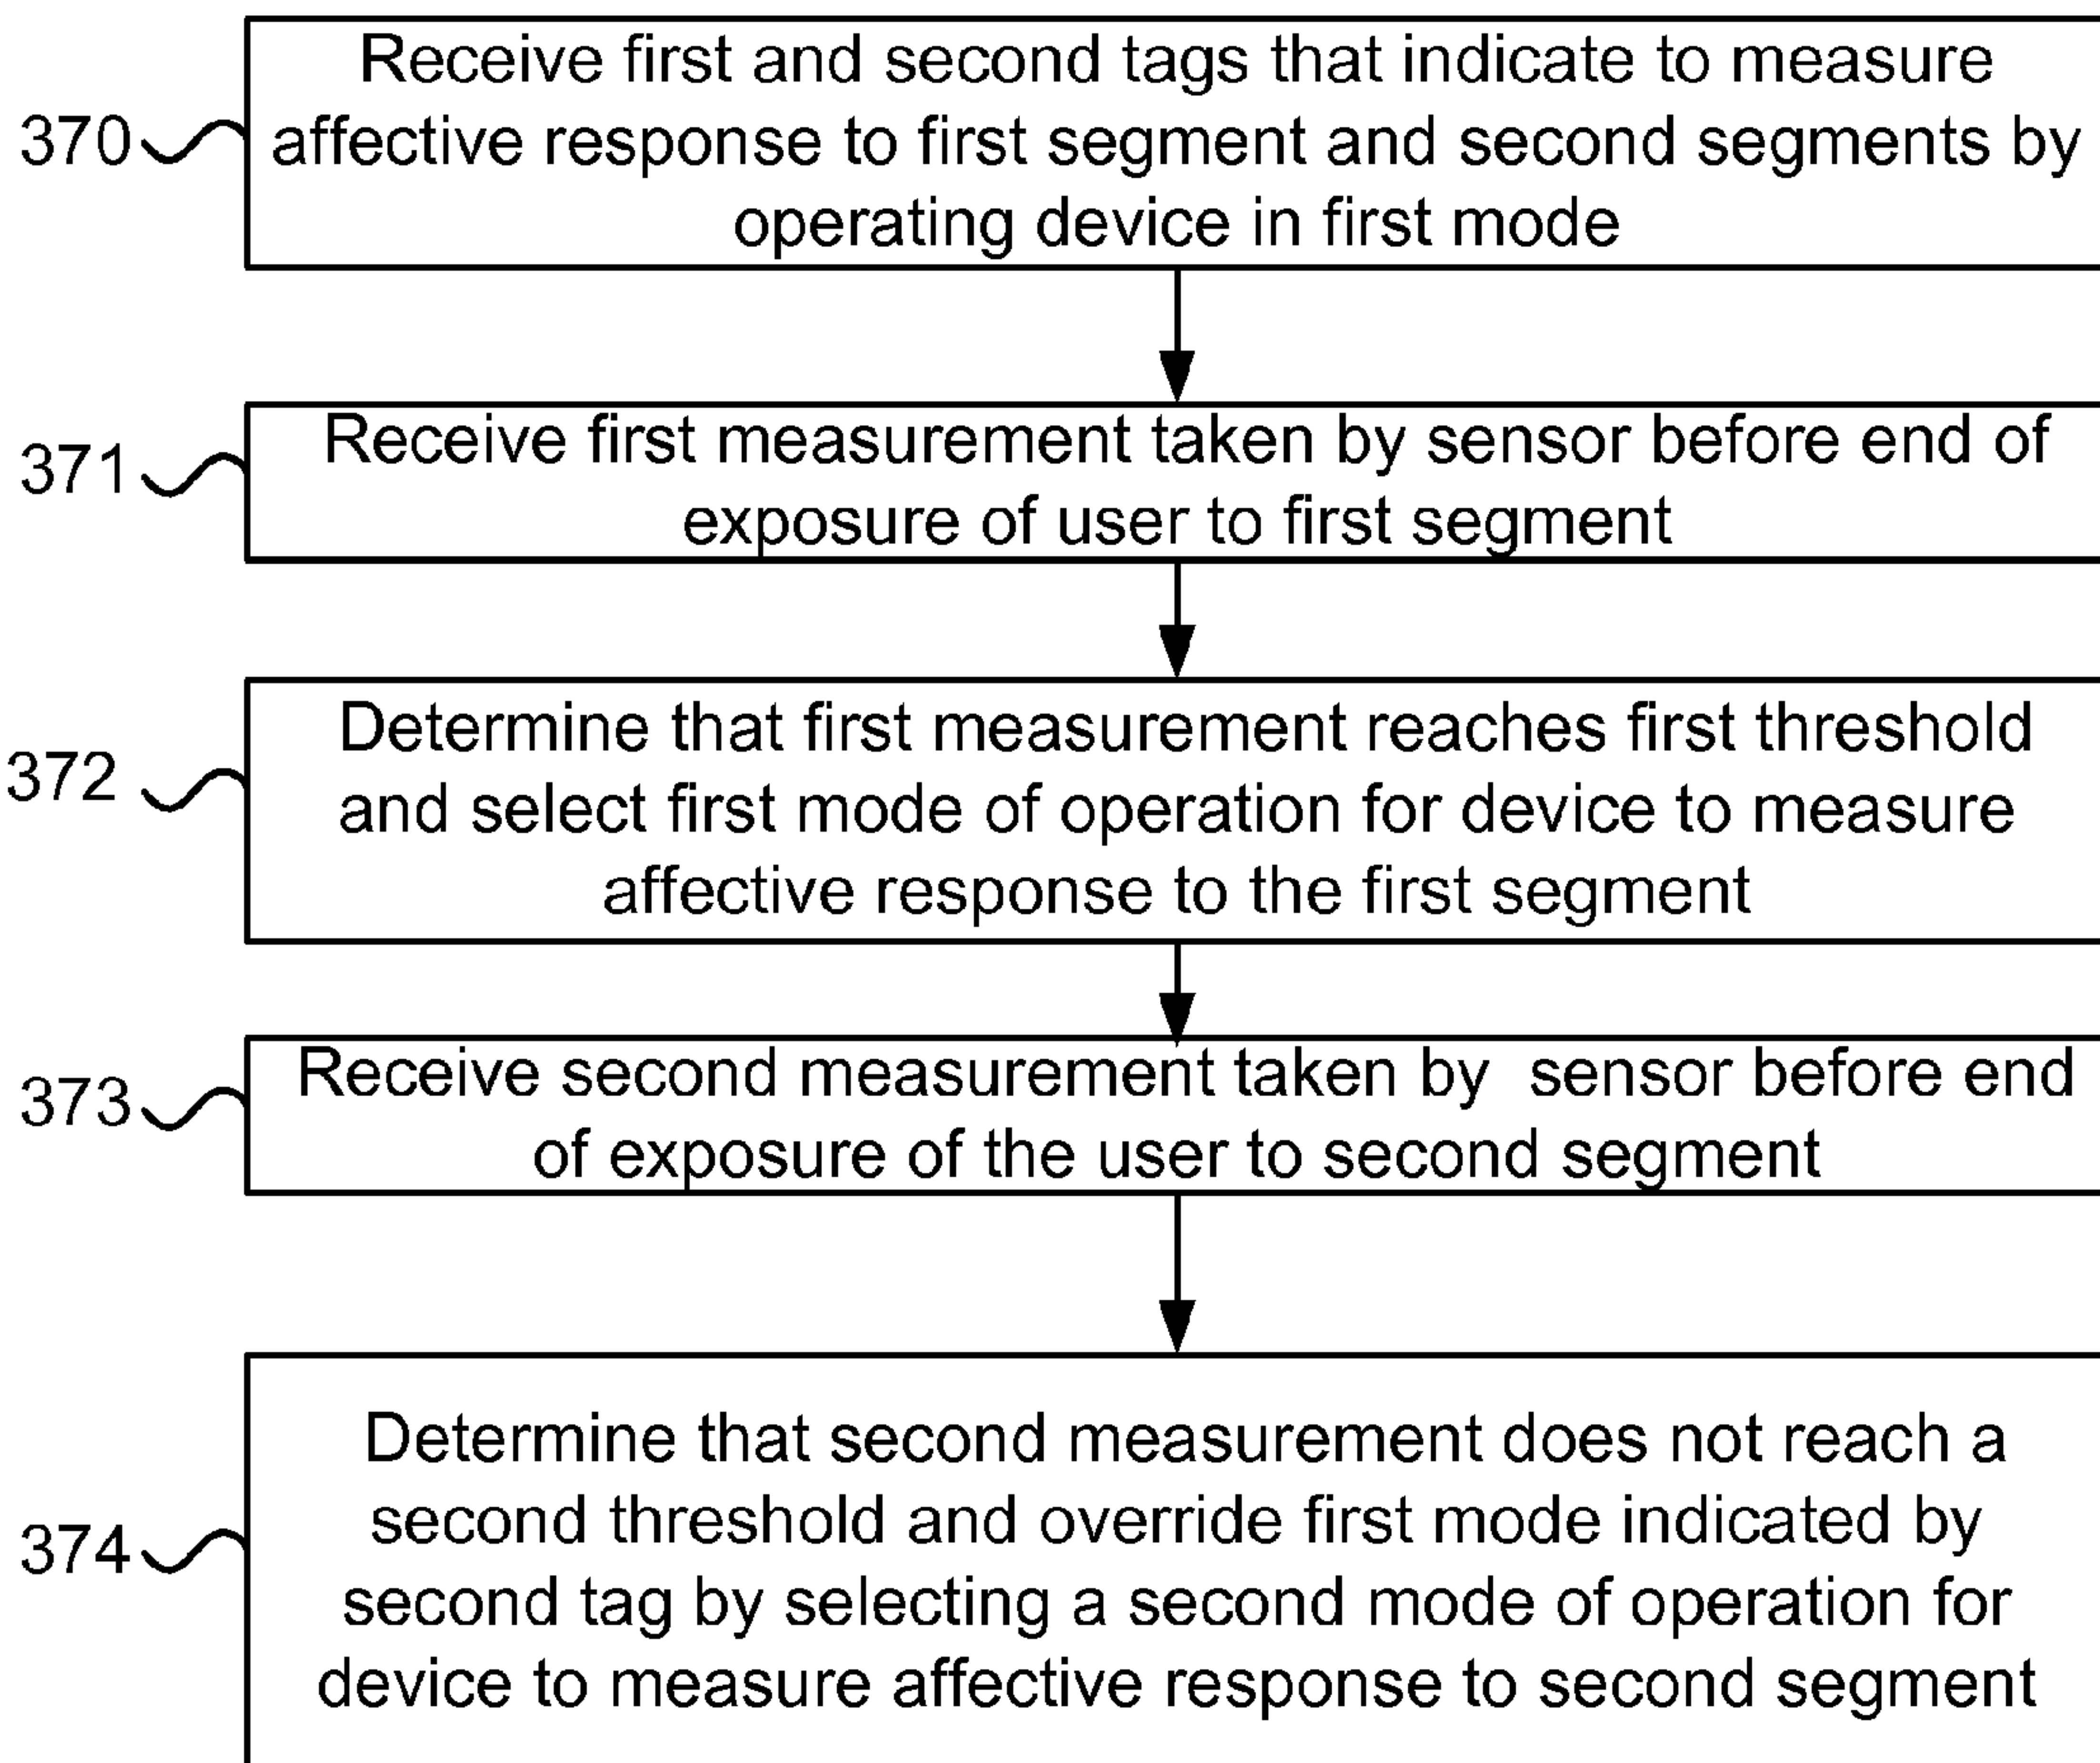 Receive first and second tags that indicate to measure
370
affective response to first segment and second segments by
operating device in first mode
Receive first measurement taken by sensor before end of
371
exposure of user to first segment
Determine that first measurement reaches first threshold
372
and select first mode of operation for device to measure
affective response to the first segment
Receive second measurement taken by  sensor before end
373
of exposure of the user to second segment
Determine that second measurement does not reach a
second threshold and override first mode indicated by
374
second tag by selecting a second mode of operation for
device to measure affective response to second segment